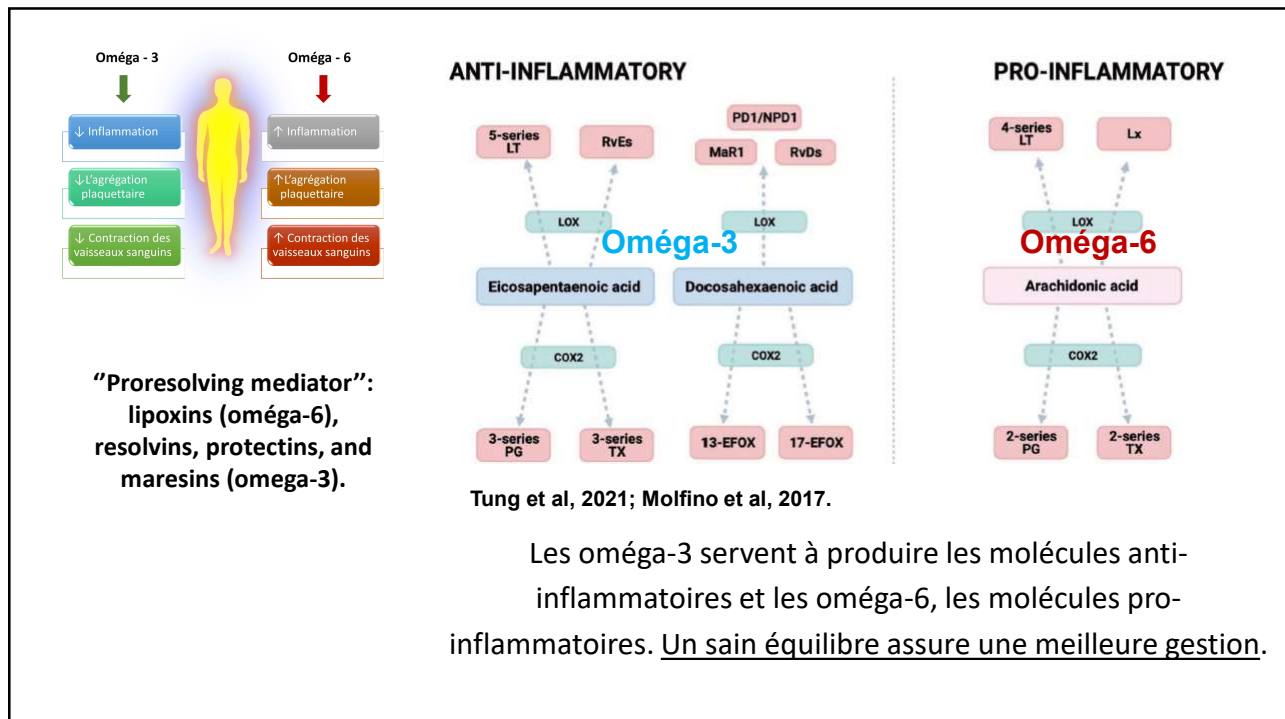 Oméga - 3
Oméga - 6
↓ Inflammation
↑ Inflammation
↓L'agrégation
plaquettaire
↑L'agrégation
plaquettaire
↓ Contraction des
vaisseaux sanguins
↑ Contraction des
vaisseaux sanguins
‘’Proresolving mediator’’:
lipoxins (oméga-6),
resolvins, protectins, and
maresins (omega-3).
ANTI-INFLAMMATORY
PRO-INFLAMMATORY
5-series
LT
RvEs
PD1/NPD1
MaR1
RvDs
4-series
LT
Lx
LOX
LOX
LOX
Oméga-3
Oméga-6
Eicosapentaenoic acid
Docosahexaenoic acid
Arachidonic acid
COX2
COX2
COX2
3-series
PG
3-series
TX
13-EFOX
17-EFOX
2-series
PG
2-series
TX
Tung et al, 2021; Molfino et al, 2017.
Les oméga-3 servent à produire les molécules anti-
inflammatoires et les oméga-6, les molécules pro-
inflammatoires. Un sain équilibre assure une meilleure gestion.